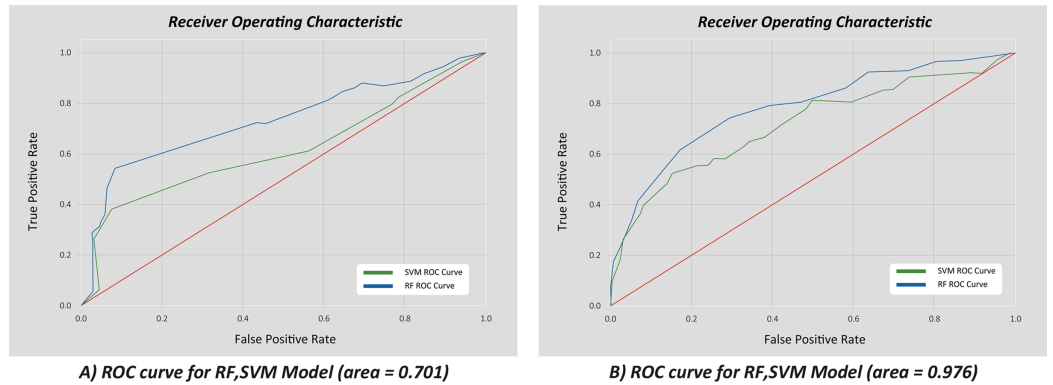 Receiver Operating Characteristic
True Positive Rate
1.0
0.8
0.6
0.4
0.2
0.0
SVM ROC Curve
RF ROC Curve
0.0 0.2 0.4 0.6 0.8 1.0
False Positive Rate
A) ROC curve for RF,SVM Model (area = 0.701)
Receiver Operating Characteristic
True Positive Rate
1.0
0.8
0.6
0.4
0.2
0.0
SVM ROC Curve
RF ROC Curve
0.0 0.2 0.4 0.6 0.8 1.0
False Positive Rate
B) ROC curve for RF,SVM Model (area = 0.976)